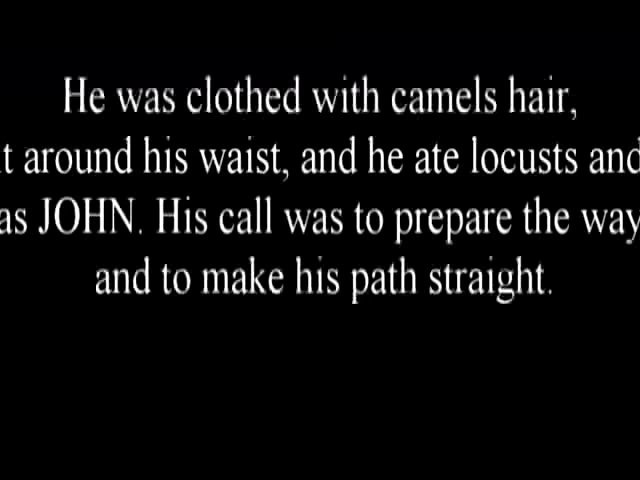 He was clothed with camels hair,
t around his waist, and he ate locusts and
as JOHN. His call was to prepare the way
and to make his path straight.